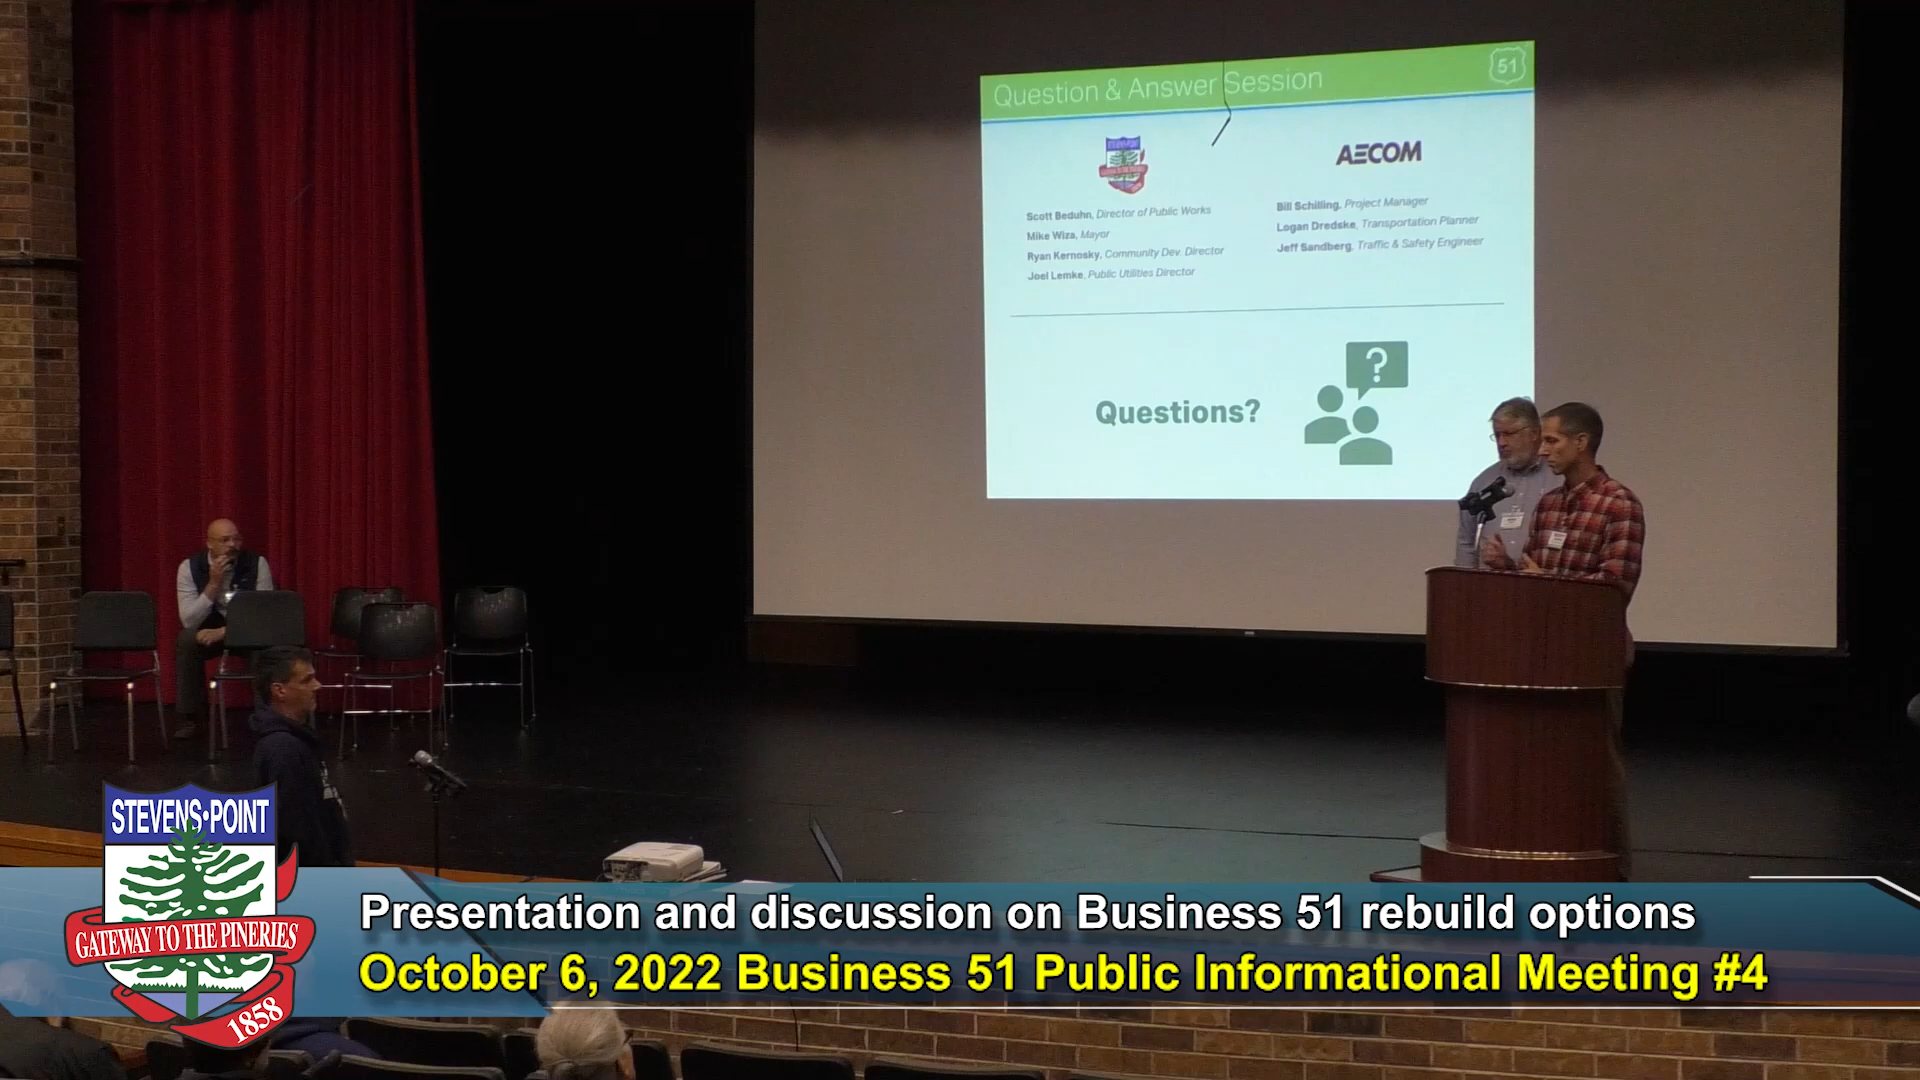 Question & Answer Session
51
AECOM
Scott Beduhn, Director of Public Works
Mike Wiza, Mayor
Ryan Kernosky, Community Dev. Director
Joel Lemke, Public Utilities Director
Bill Schilling, Project Manager
Logan Dredske, Transportation Planner
Jeff Sandberg, Traffic & Safety Engineer
Questions?
?
STEVENS•POINT
GATEWAY TO THE PINERIES
1858
Presentation and discussion on Business 51 rebuild options
October 6, 2022 Business 51 Public Informational Meeting #4